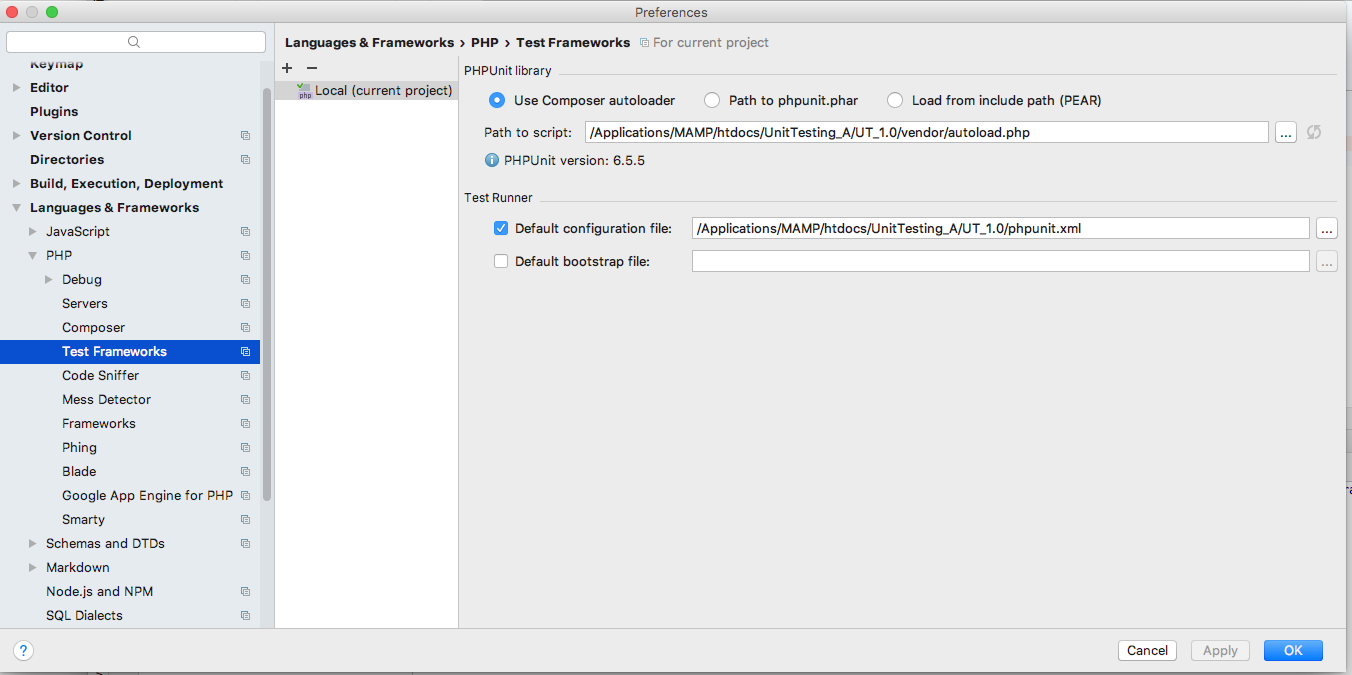 Preferences
Keymap
Editor
Plugins
Version Control
Directories
Build, Execution, Deployment
Languages & Frameworks
JavaScript
PHP
Debug
Servers
Composer
Test Frameworks
Code Sniffer
Mess Detector
Frameworks
Phing
Blade
Google App Engine for PHP
Smarty
Schemas and DTDs
Markdown
Node.js and NPM
SQL Dialects
Languages & Frameworks › PHP › Test Frameworks For current project
+ −
php Local (current project)
PHPUnit library
Use Composer autoloader Path to phpunit.phar Load from include path (PEAR)
Path to script: /Applications/MAMP/htdocs/UnitTesting_A/UT_1.0/vendor/autoload.php ...
PHPUnit version: 6.5.5
Test Runner
Default configuration file: /Applications/MAMP/htdocs/UnitTesting_A/UT_1.0/phpunit.xml ...
Default bootstrap file: ...
? Cancel Apply OK